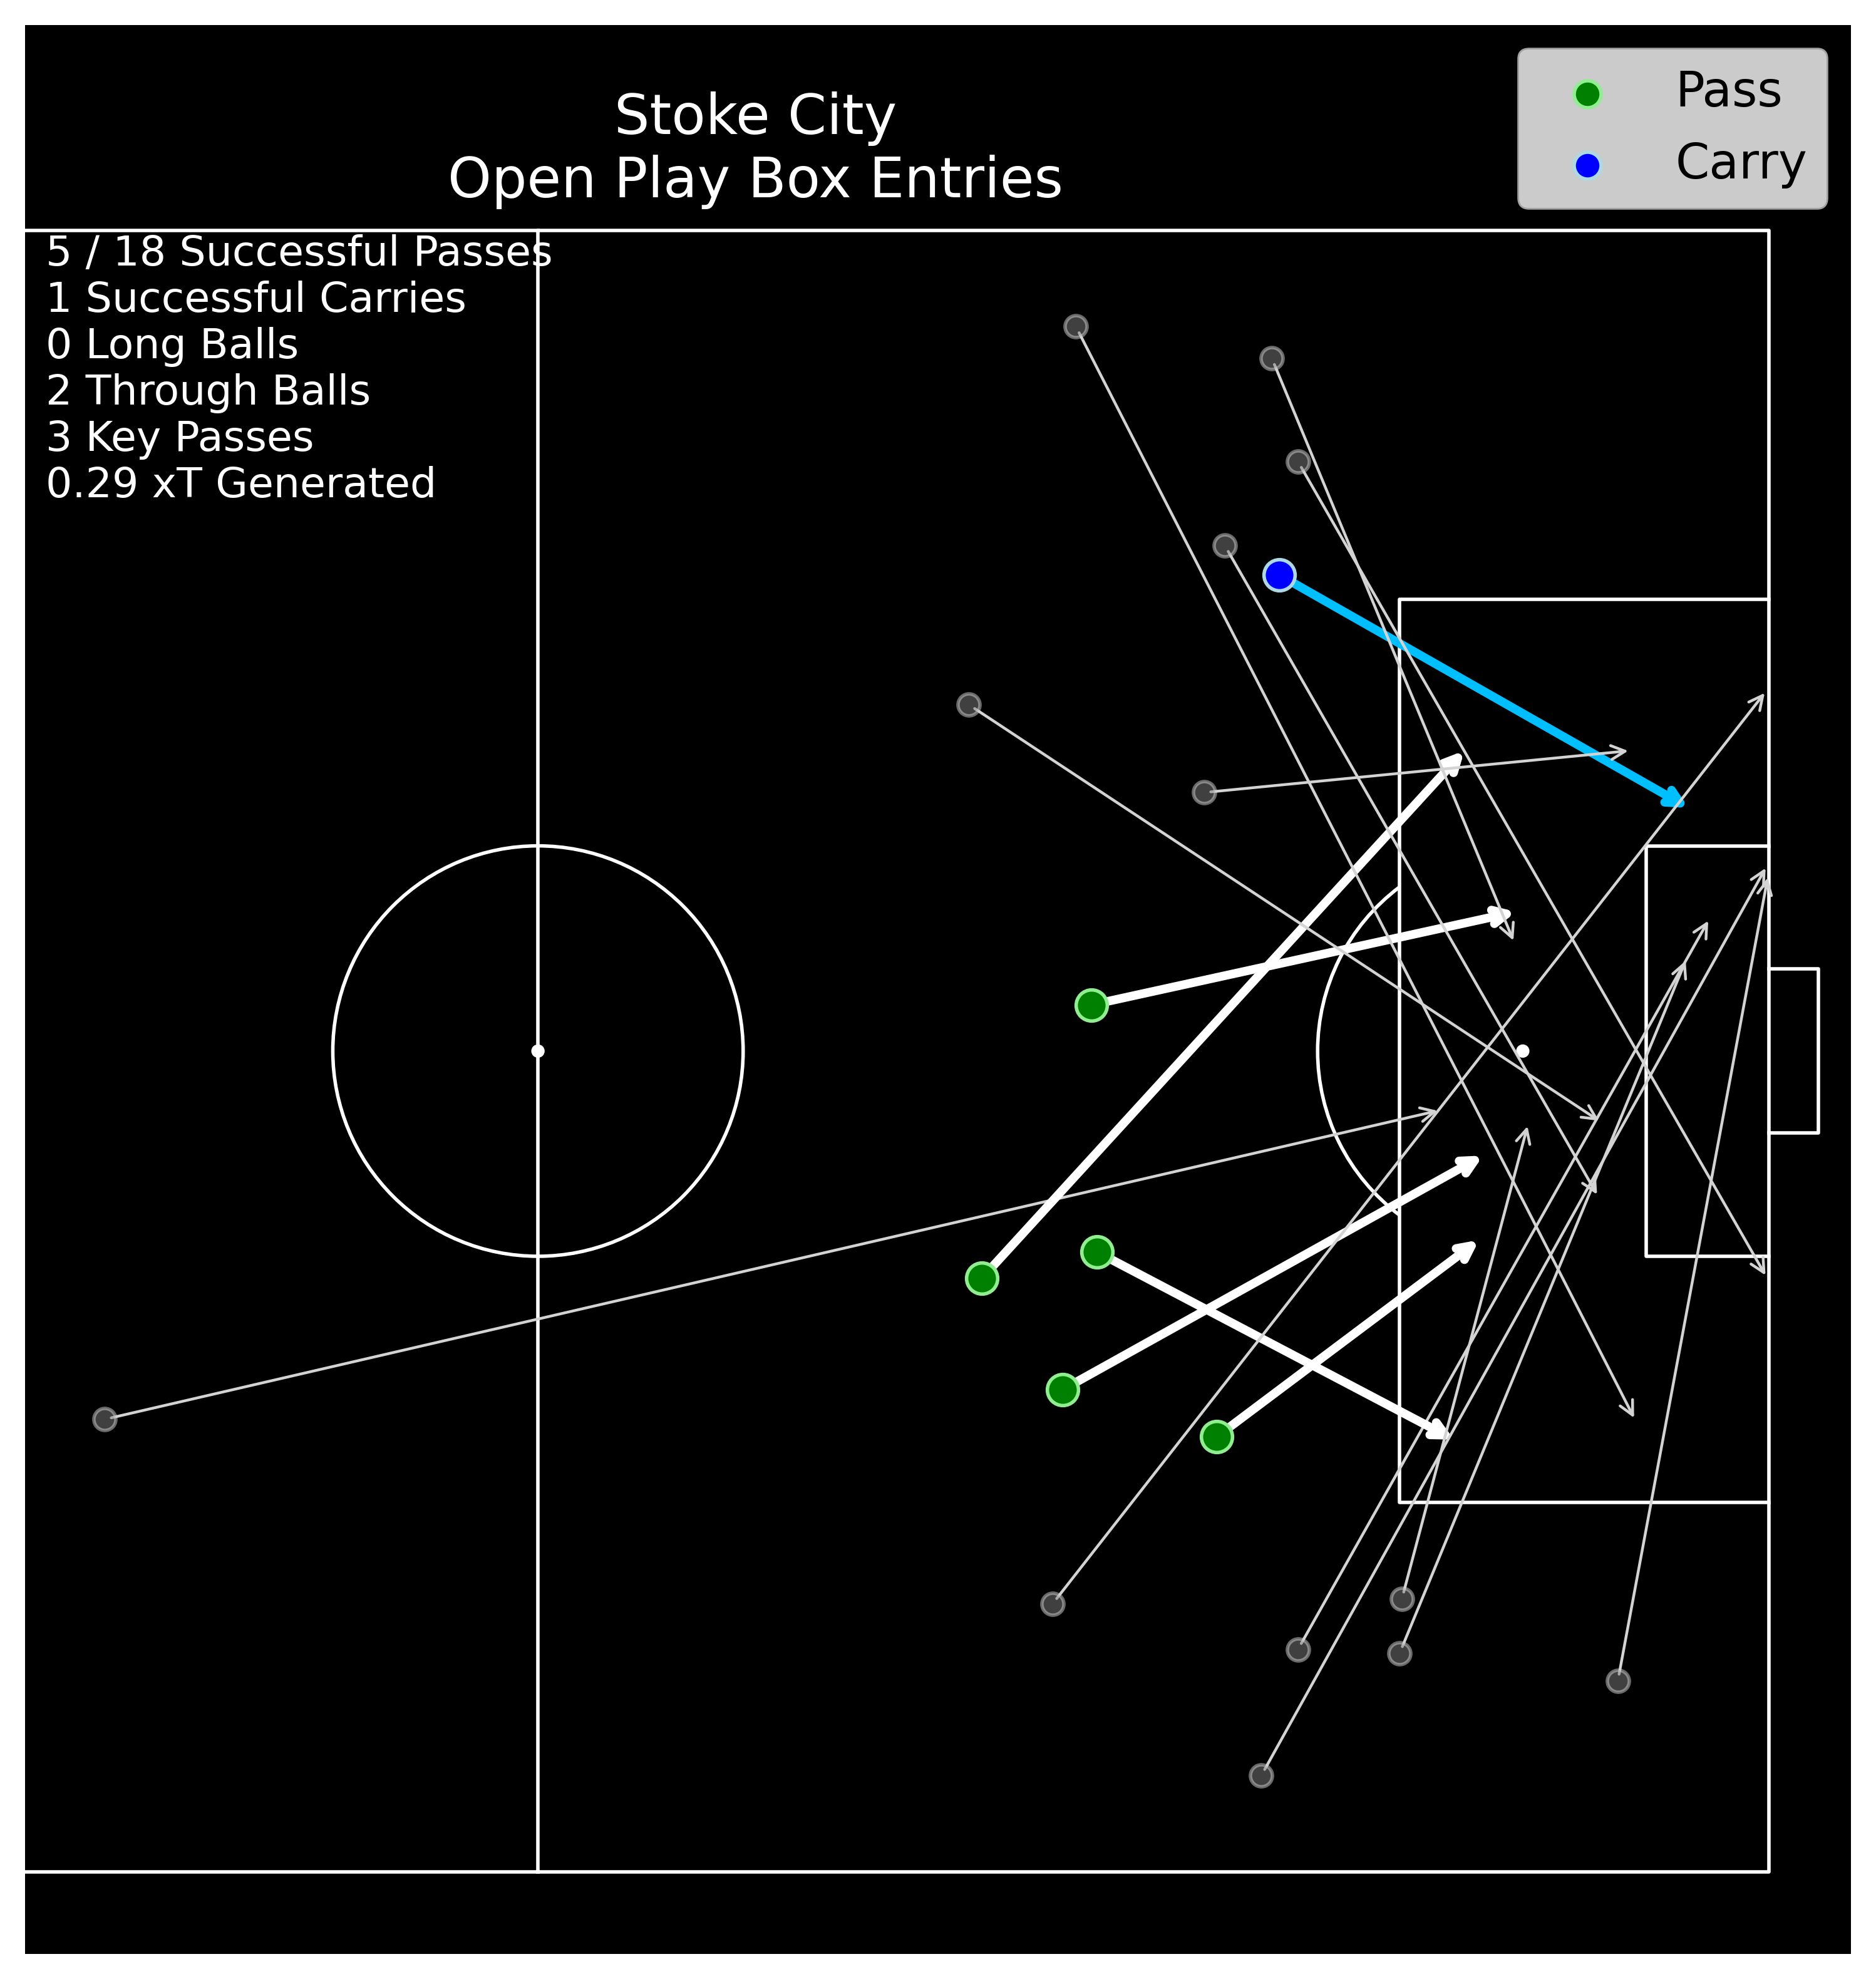 Stoke City
Open Play Box Entries
Pass
Carry
5 / 18 Successful Passes
1 Successful Carries
0 Long Balls
2 Through Balls
3 Key Passes
0.29 xT Generated